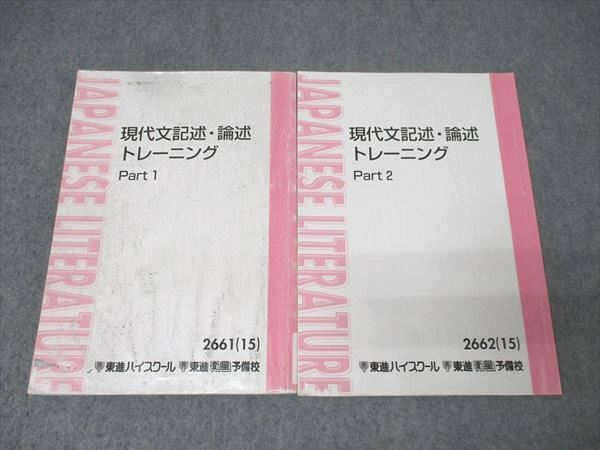 JAPANESE LITERATURE
現代文記述・論述
トレーニング
Part 1
2661(15)
東進ハイスクール 東進衛星予備校
JAPANESE LITERATURE
現代文記述・論述
トレーニング
Part 2
2662(15)
東進ハイスクール 東進衛星予備校